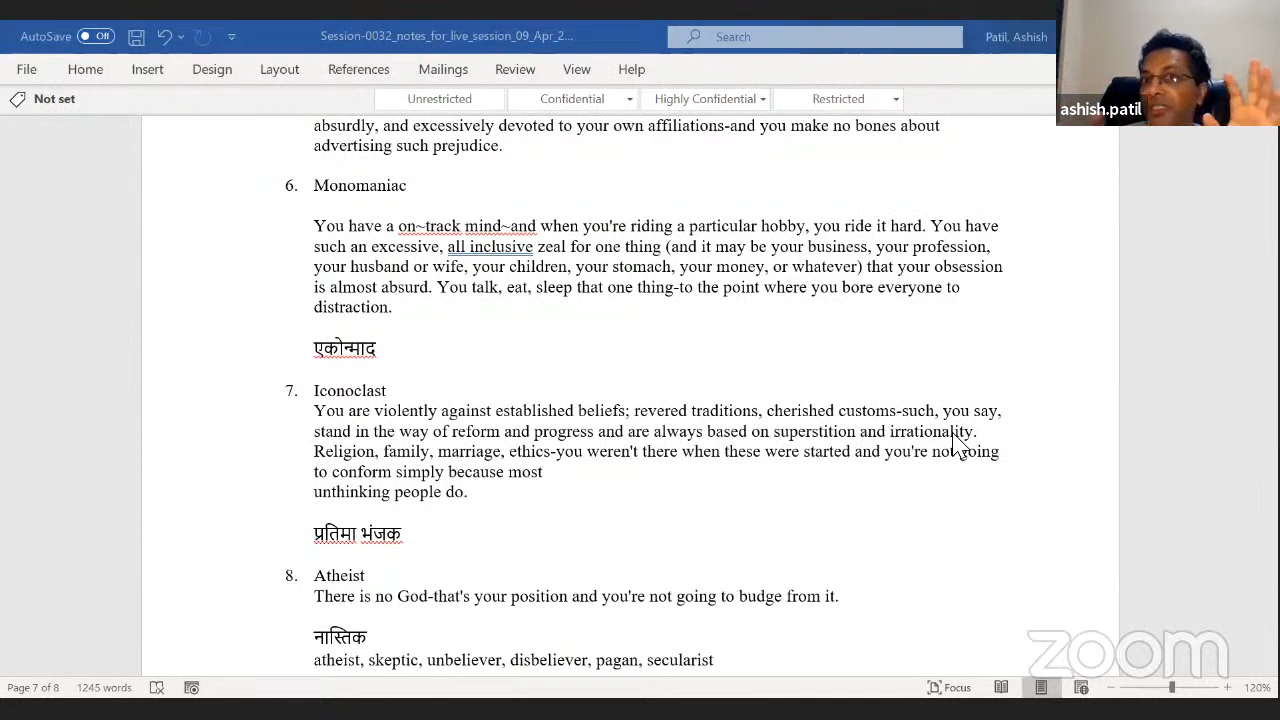 AutoSave Off
Session-0032_notes_for_live_session_09_Apr_2...
Search
Patil, Ashish
File Home Insert Design Layout References Mailings Review View Help
Not set
Unrestricted Confidential Highly Confidential Restricted
ashish.patil
absurdly, and excessively devoted to your own affiliations-and you make no bones about
advertising such prejudice.
6. Monomaniac
You have a on~track mind~and when you're riding a particular hobby, you ride it hard. You have
such an excessive, all inclusive zeal for one thing (and it may be your business, your profession,
your husband or wife, your children, your stomach, your money, or whatever) that your obsession
is almost absurd. You talk, eat, sleep that one thing-to the point where you bore everyone to
distraction.
एकोन्माद
7. Iconoclast
You are violently against established beliefs; revered traditions, cherished customs-such, you say,
stand in the way of reform and progress and are always based on superstition and irrationality.
Religion, family, marriage, ethics-you weren't there when these were started and you're not going
to conform simply because most
unthinking people do.
प्रतिमा भंजक
8. Atheist
There is no God-that's your position and you're not going to budge from it.
नास्तिक
atheist, skeptic, unbeliever, disbeliever, pagan, secularist
zoom
Page 7 of 8 1245 words Focus 120%